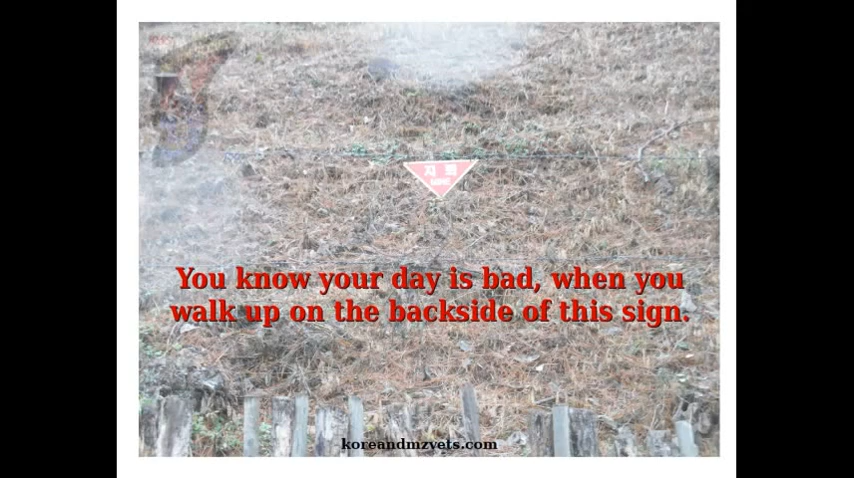 지뢰
MINE
You know your day is bad, when you
walk up on the backside of this sign.
koreandmzvets.com